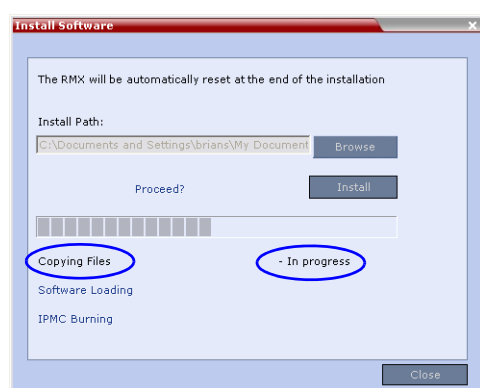 Install Software
The RMX will be automatically reset at the end of the installation
Install Path:
C:\Documents and Settings\brians\My Document
Browse
Proceed?
Install
Copying Files - In progress
Software Loading
IPMC Burning
Close